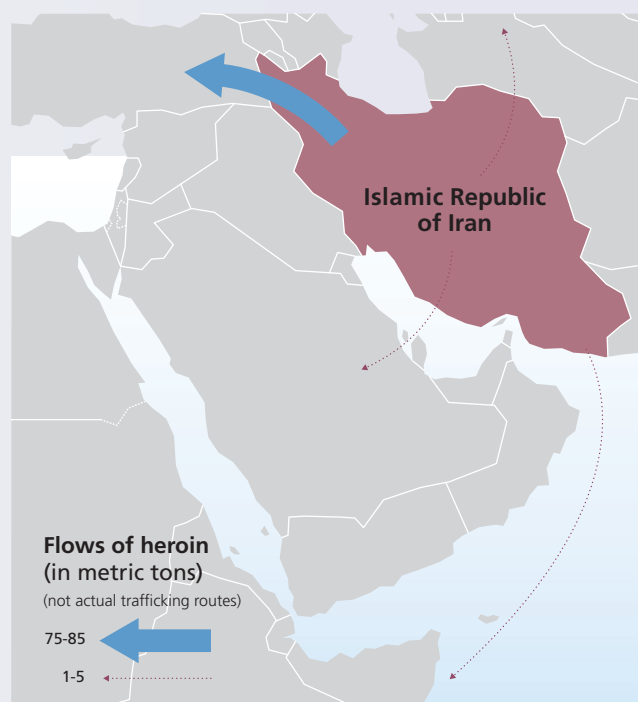 Islamic Republic
of Iran
Flows of heroin
(in metric tons)
(not actual trafficking routes)
75-85
1-5